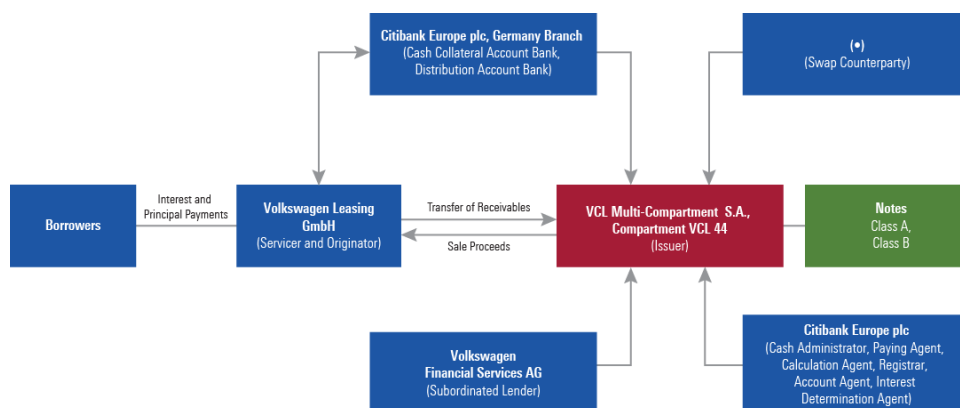 Citibank Europe plc, Germany Branch
(Cash Collateral Account Bank,
Distribution Account Bank)
(•)
(Swap Counterparty)
Borrowers
Interest and
Principal Payments
Volkswagen Leasing
GmbH
(Servicer and Originator)
Transfer of Receivables
Sale Proceeds
VCL Multi-Compartment S.A.,
Compartment VCL 44
(Issuer)
Notes
Class A,
Class B
Volkswagen
Financial Services AG
(Subordinated Lender)
Citibank Europe plc
(Cash Administrator, Paying Agent,
Calculation Agent, Registrar,
Account Agent, Interest
Determination Agent)